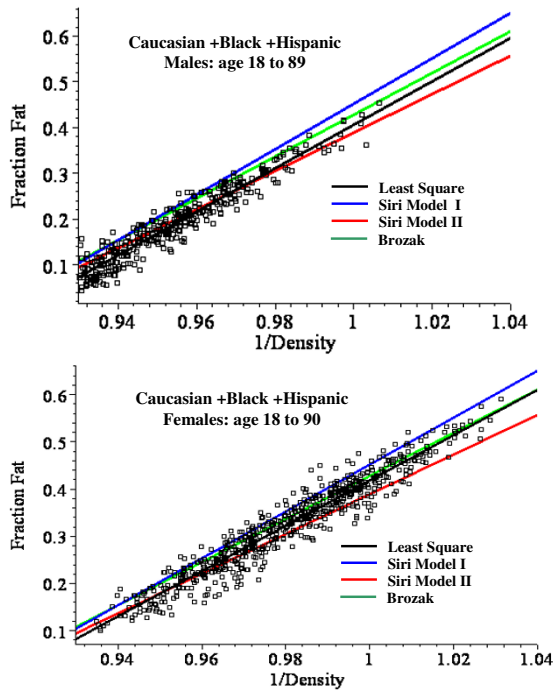 Caucasian +Black +Hispanic
Males: age 18 to 89
Fraction Fat
0.6
0.5
0.4
0.3
0.2
0.1
Least Square
Siri Model I
Siri Model II
Brozak
0.94
0.96
0.98
1
1.02
1.04
1/Density
Caucasian +Black +Hispanic
Females: age 18 to 90
Fraction Fat
0.6
0.5
0.4
0.3
0.2
0.1
Least Square
Siri Model I
Siri Model II
Brozak
0.94
0.96
0.98
1
1.02
1.04
1/Density